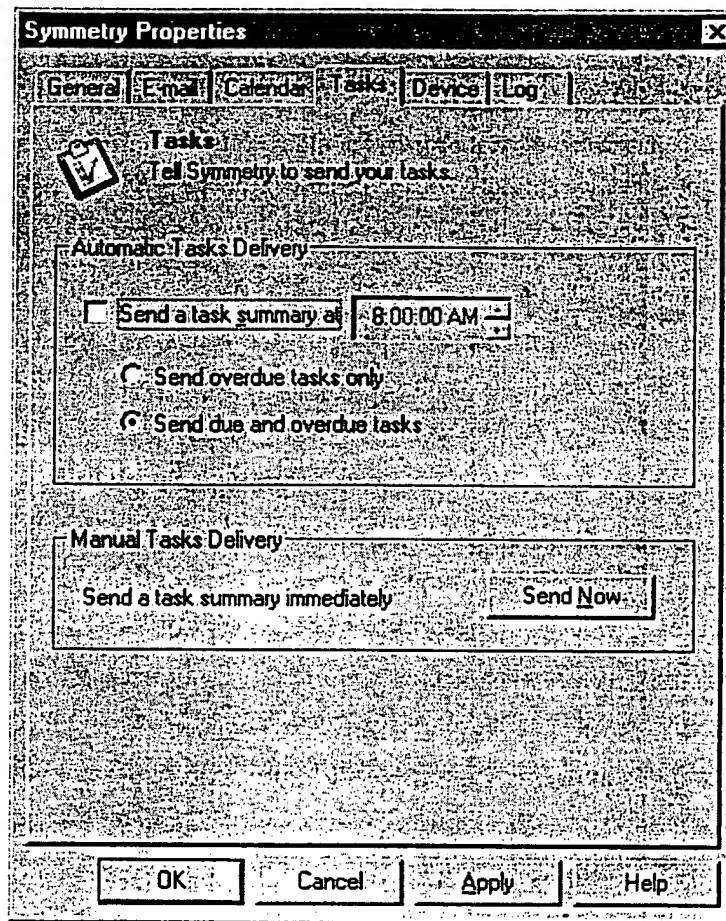 Symmetry Properties
General E-mail Calendar Tasks Device Log
Tasks
Tell Symmetry to send your tasks.
Automatic Tasks Delivery
Send a task summary at 8:00:00 AM
Send overdue tasks only
Send due and overdue tasks
Manual Tasks Delivery
Send a task summary immediately Send Now
OK Cancel Apply Help